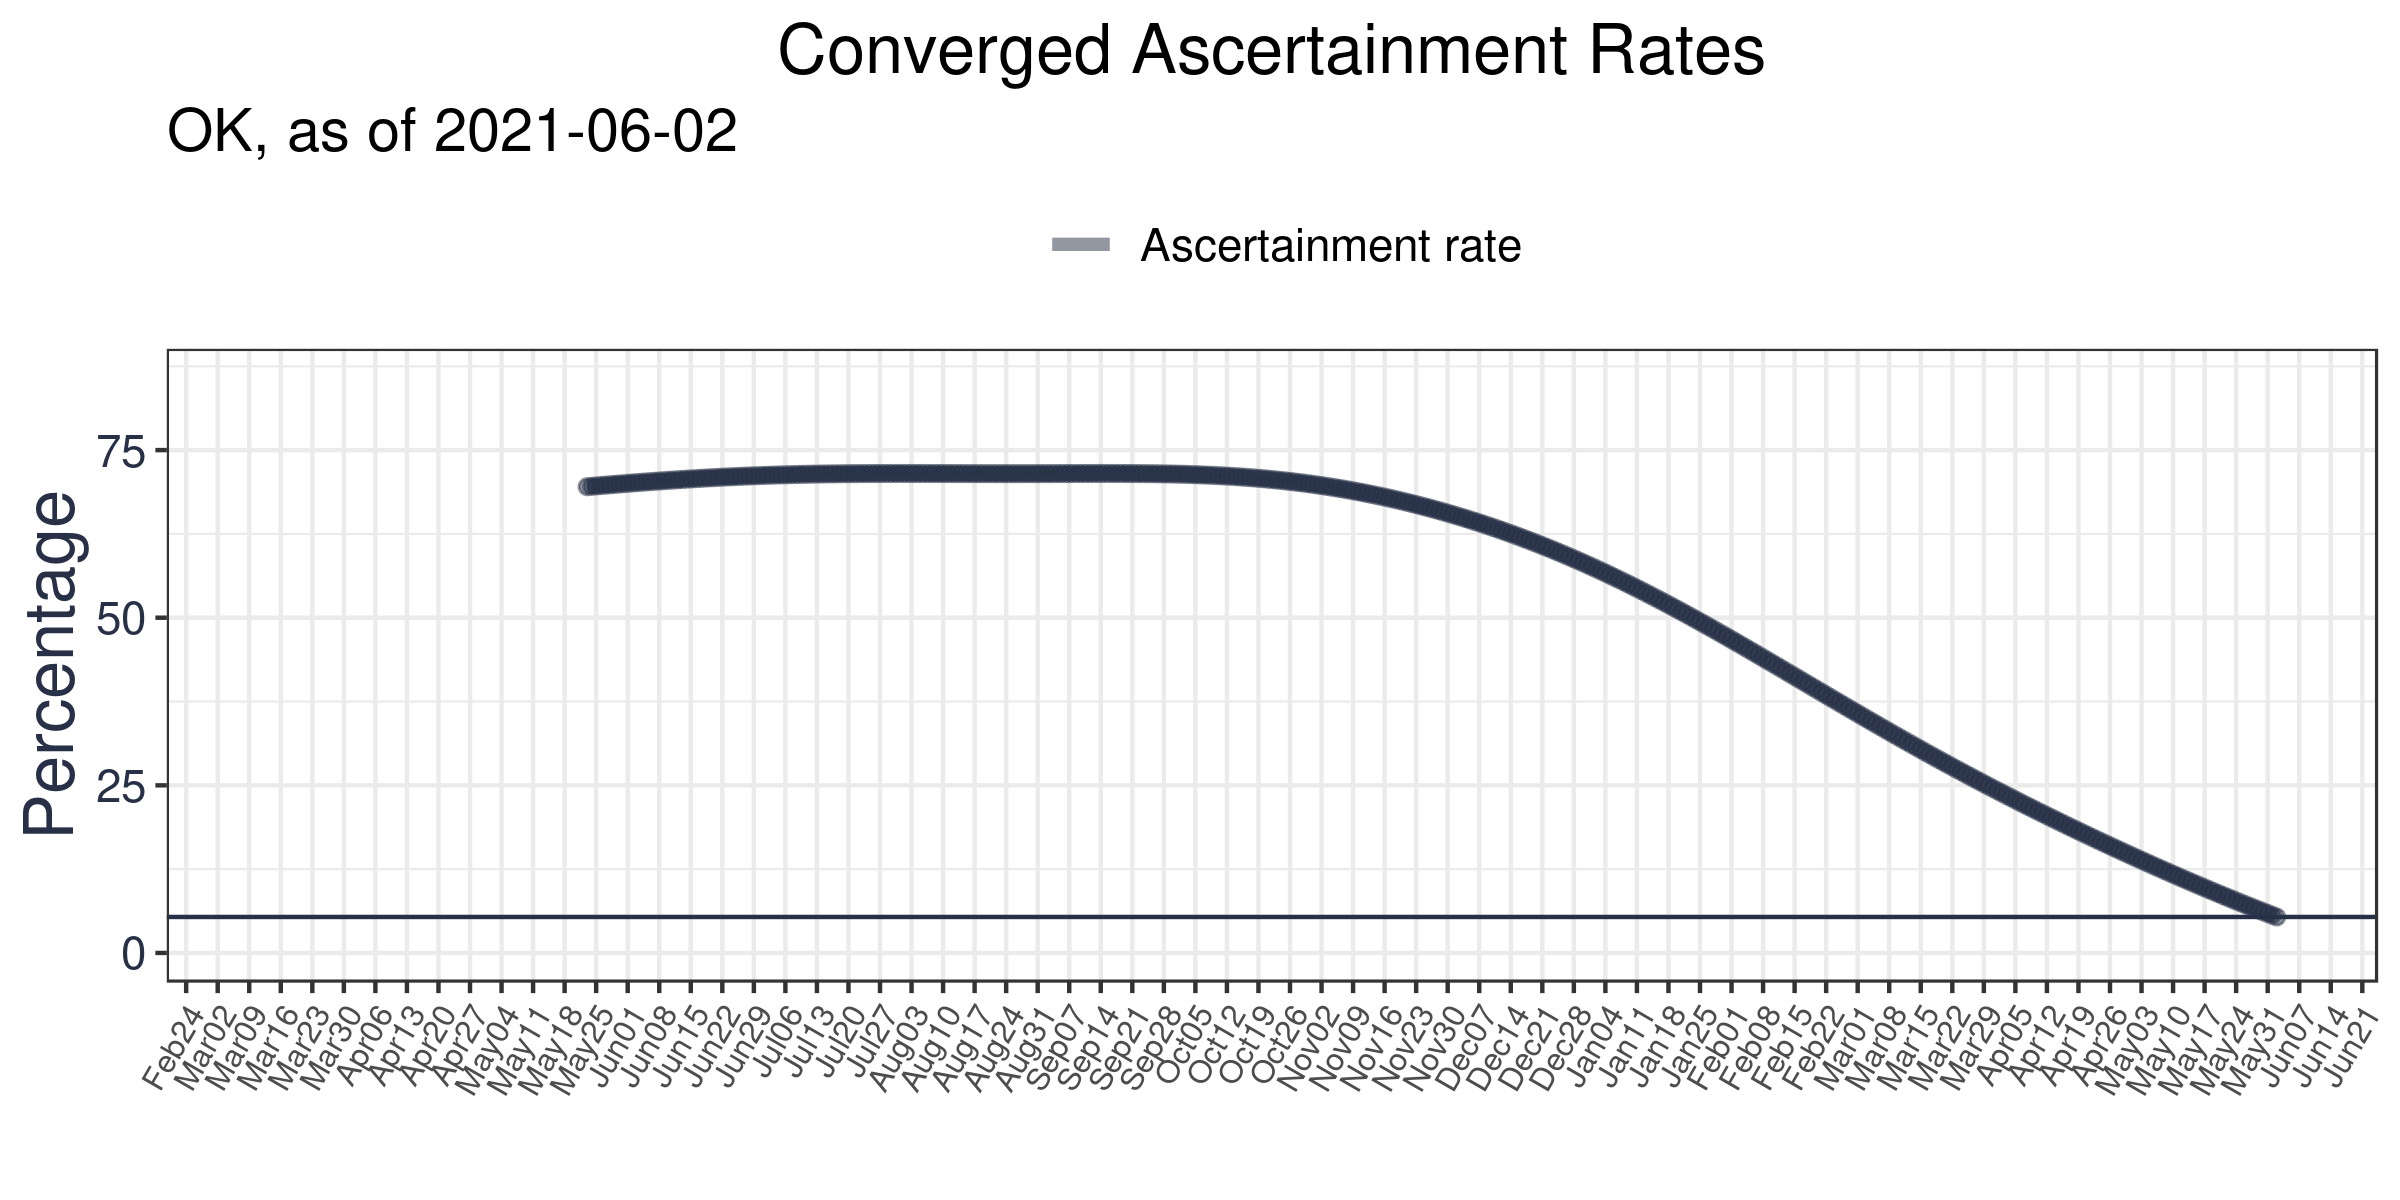 Converged Ascertainment Rates
OK, as of 2021-06-02
Ascertainment rate
Percentage
75
50
25
0
Feb24 Mar02 Mar09 Mar16 Mar23 Mar30 Apr06 Apr13 Apr20 Apr27 May04 May11 May18 May25 Jun01 Jun08 Jun15 Jun22 Jun29 Jul06 Jul13 Jul20 Jul27 Aug03 Aug10 Aug17 Aug24 Aug31 Sep07 Sep14 Sep21 Sep28 Oct05 Oct12 Oct19 Oct26 Nov02 Nov09 Nov16 Nov23 Nov30 Dec07 Dec14 Dec21 Dec28 Jan04 Jan11 Jan18 Jan25 Feb01 Feb08 Feb15 Feb22 Mar01 Mar08 Mar15 Mar22 Mar29 Apr05 Apr12 Apr19 Apr26 May03 May10 May17 May24 May31 Jun07 Jun14 Jun21